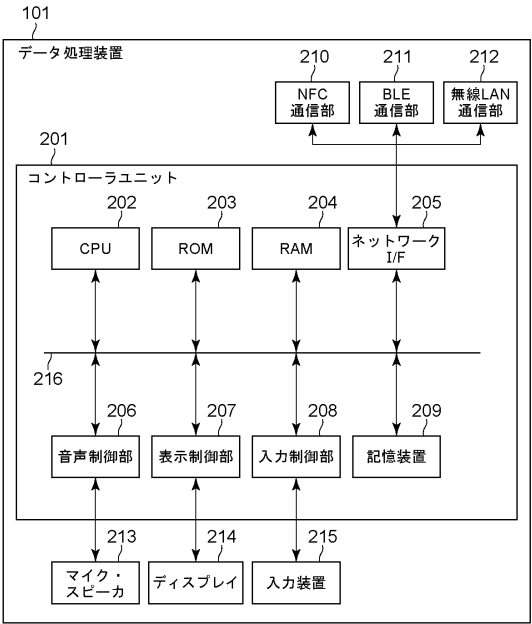 101
データ処理装置
210
211
212
NFC
通信部
BLE
通信部
無線LAN
通信部
201
コントローラユニット
202
203
204
205
CPU
ROM
RAM
ネットワーク
I/F
216
206
207
208
209
音声制御部
表示制御部
入力制御部
記憶装置
213
214
215
マイク・
スピーカ
ディスプレイ
入力装置